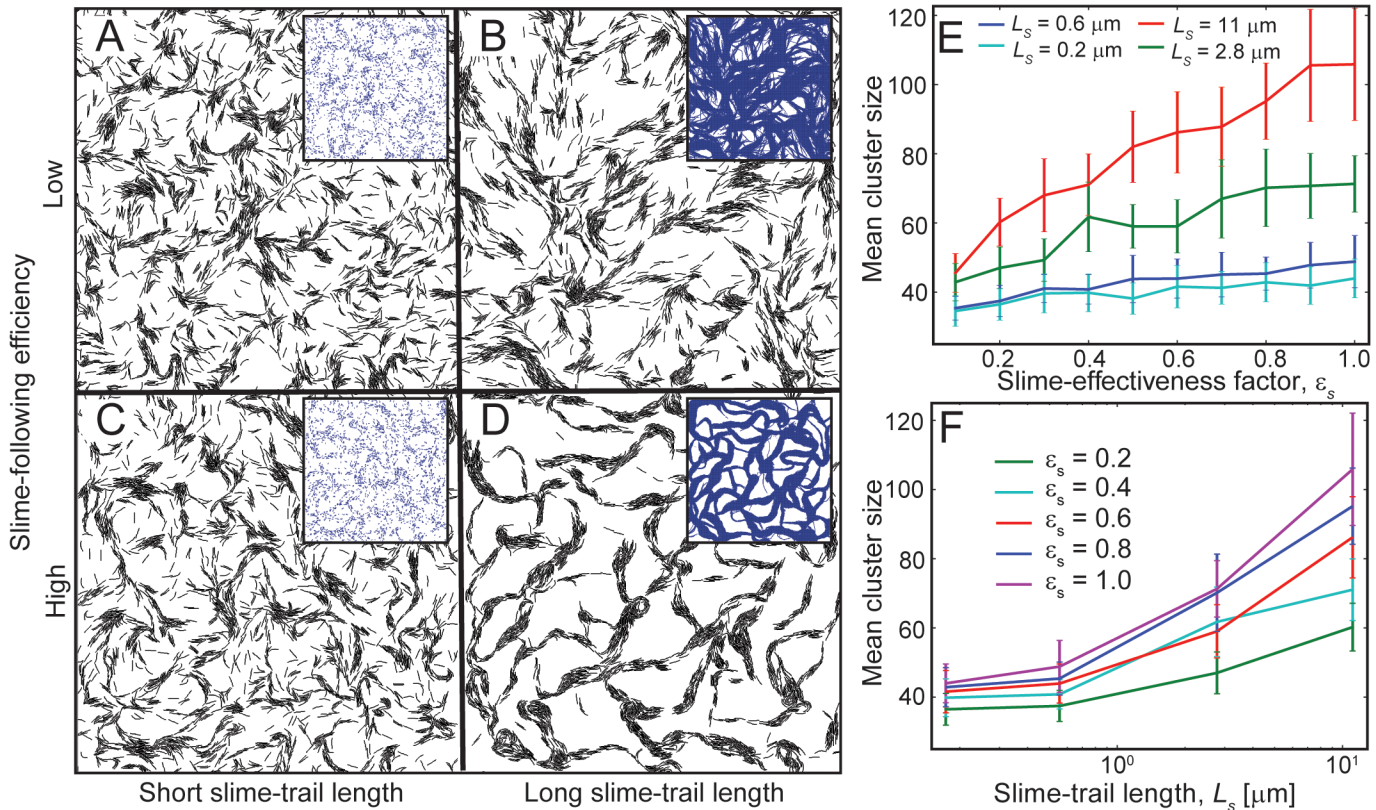 A
B
C
D
Low
High
Slime-following efficiency
Short slime-trail length
Long slime-trail length
E
L_s = 0.6 μm
L_s = 11 μm
L_s = 0.2 μm
L_s = 2.8 μm
Mean cluster size
120
100
80
60
40
0.2
0.4
0.6
0.8
1.0
Slime-effectiveness factor, ε_s
F
ε_s = 0.2
ε_s = 0.4
ε_s = 0.6
ε_s = 0.8
ε_s = 1.0
Mean cluster size
120
100
80
60
40
10⁰
10¹
Slime-trail length, L_s [μm]